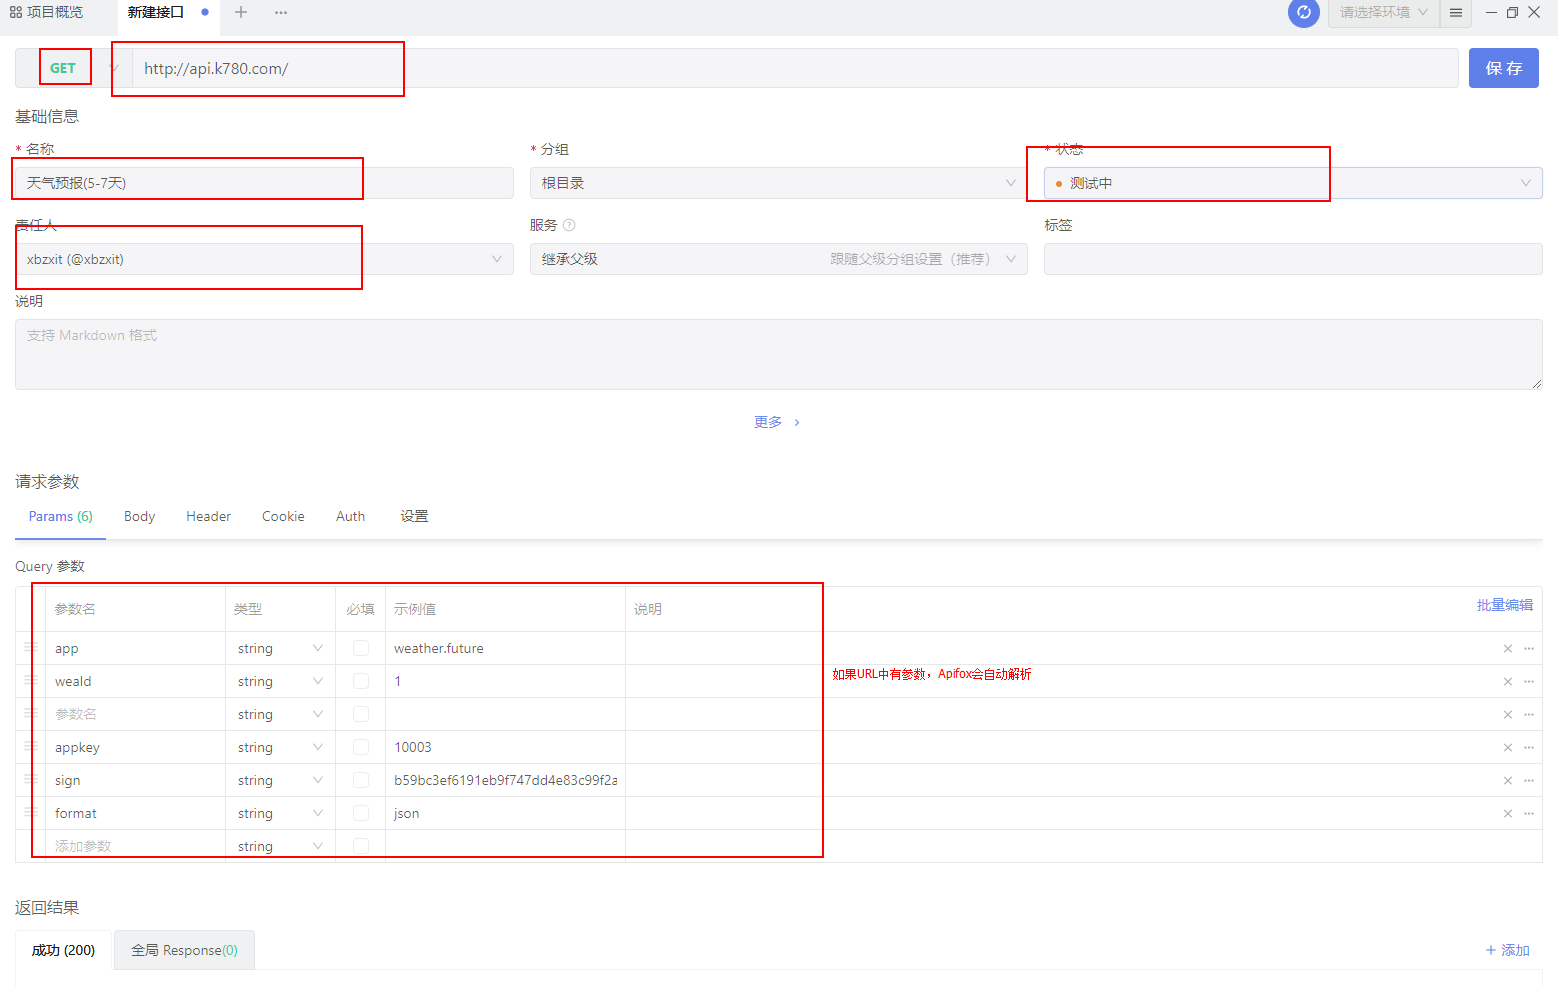 项目概览
新建接口
请选择环境
GET
http://api.k780.com/
保存
基础信息
* 名称
* 分组
* 状态
天气预报(5-7天)
根目录
测试中
责任人
服务
标签
xbzxit (@xbzxit)
继承父级
跟随父级分组设置（推荐）
说明
支持 Markdown 格式
更多
请求参数
Params (6)
Body
Header
Cookie
Auth
设置
Query 参数
参数名
类型
必填
示例值
说明
批量编辑
app string weather.future
weald string 1
如果URL中有参数，Apifox会自动解析
参数名 string
appkey string 10003
sign string b59bc3ef6191eb9f747dd4e83c99f2a
format string json
添加参数 string
返回结果
成功 (200)
全局 Response(0)
+ 添加